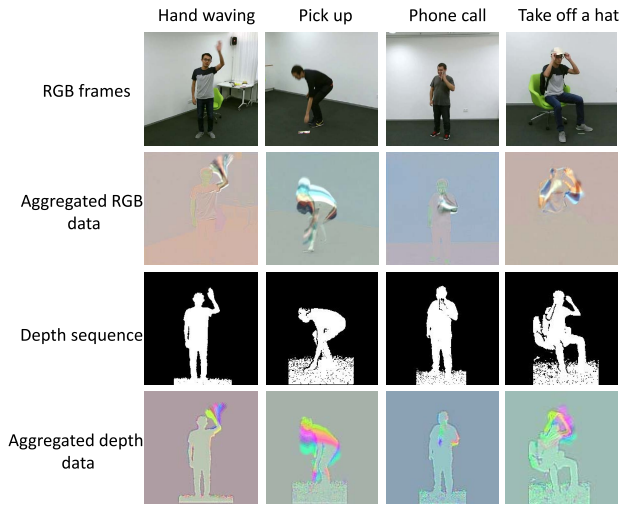 Hand waving
Pick up
Phone call
Take off a hat
RGB frames
Aggregated RGB
data
Depth sequence
Aggregated depth
data